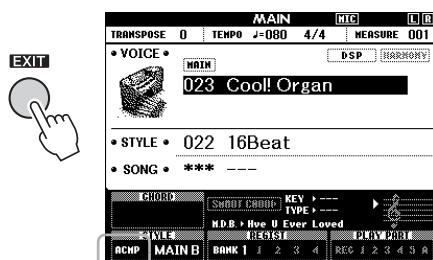 EXIT
MAIN MIC L R
TRANSPOSE 0 TEMPO ♩=080 4/4 MEASURE 001
• VOICE • DSP HARMONY
MAIN
023 Cool! Organ
• STYLE • 022 16Beat
• SONG • *** ---
CHORD SMART CHORD KEY ▸ ---
TYPE ▸ ---
M.D.B. ▸ Hve U Ever Loved
STYLE REGIST PLAY PART
ACMP MAIN B BANK 1 1 2 3 4 REC 1 2 3 4 5 A